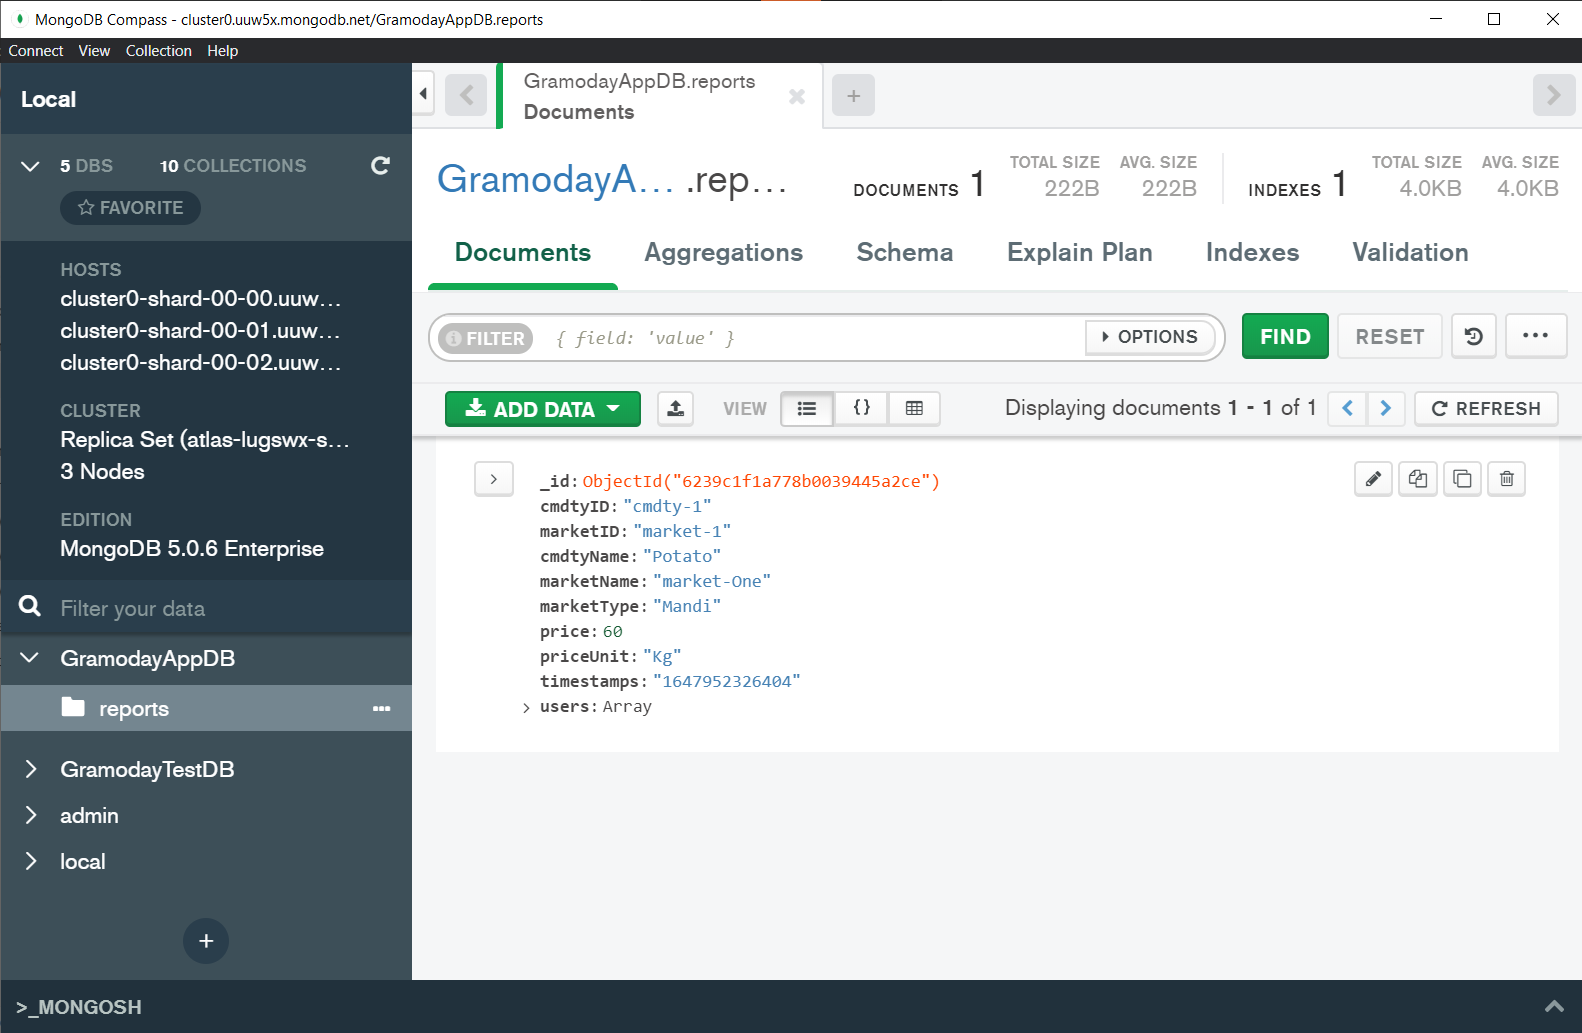 MongoDB Compass - cluster0.uuw5x.mongodb.net/GramodayAppDB.reports
Connect View Collection Help
Local
5 DBS 10 COLLECTIONS
FAVORITE
HOSTS
cluster0-shard-00-00.uuw...
cluster0-shard-00-01.uuw...
cluster0-shard-00-02.uuw...
CLUSTER
Replica Set (atlas-lugswx-s...
3 Nodes
EDITION
MongoDB 5.0.6 Enterprise
Filter your data
GramodayAppDB
reports
GramodayTestDB
admin
local
+
GramodayAppDB.reports
Documents
+
GramodayA... .rep...
DOCUMENTS 1
TOTAL SIZE AVG. SIZE
222B 222B
INDEXES 1
TOTAL SIZE AVG. SIZE
4.0KB 4.0KB
Documents Aggregations Schema Explain Plan Indexes Validation
FILTER { field: 'value' } OPTIONS FIND RESET ...
ADD DATA VIEW {} Displaying documents 1 - 1 of 1 REFRESH
_id: ObjectId("6239c1f1a778b0039445a2ce")
cmdtyID: "cmdty-1"
marketID: "market-1"
cmdtyName: "Potato"
marketName: "market-One"
marketType: "Mandi"
price: 60
priceUnit: "Kg"
timestamps: "1647952326404"
users: Array
>_MONGOSH